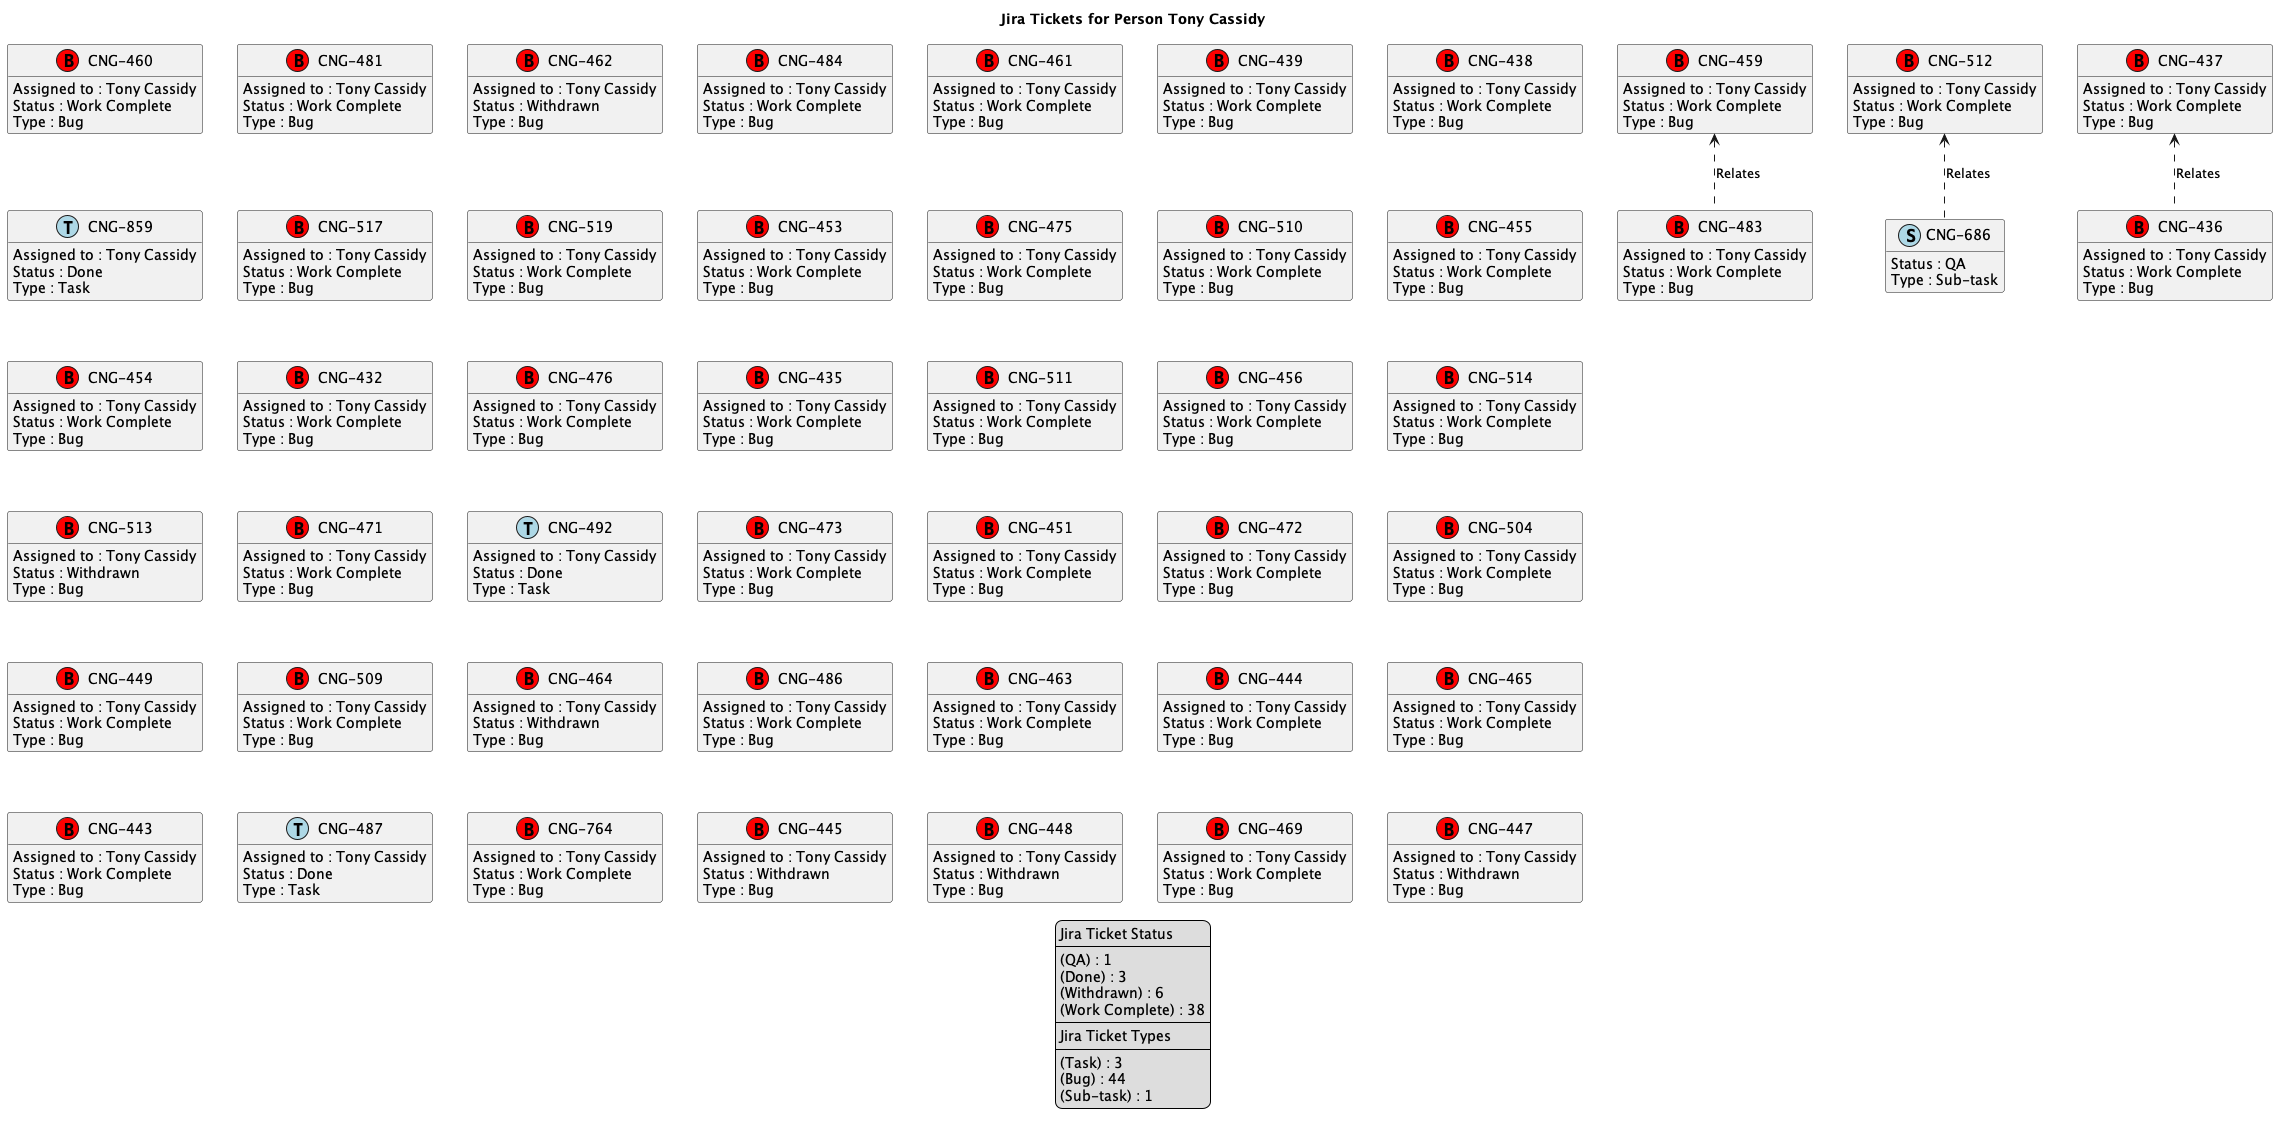 Jira Tickets for Person Tony Cassidy
B CNG-460
Assigned to : Tony Cassidy
Status : Work Complete
Type : Bug
B CNG-481
Assigned to : Tony Cassidy
Status : Work Complete
Type : Bug
B CNG-462
Assigned to : Tony Cassidy
Status : Withdrawn
Type : Bug
B CNG-484
Assigned to : Tony Cassidy
Status : Work Complete
Type : Bug
B CNG-461
Assigned to : Tony Cassidy
Status : Work Complete
Type : Bug
B CNG-439
Assigned to : Tony Cassidy
Status : Work Complete
Type : Bug
B CNG-438
Assigned to : Tony Cassidy
Status : Work Complete
Type : Bug
B CNG-459
Assigned to : Tony Cassidy
Status : Work Complete
Type : Bug
B CNG-512
Assigned to : Tony Cassidy
Status : Work Complete
Type : Bug
B CNG-437
Assigned to : Tony Cassidy
Status : Work Complete
Type : Bug
Relates
Relates
Relates
T CNG-859
Assigned to : Tony Cassidy
Status : Done
Type : Task
B CNG-517
Assigned to : Tony Cassidy
Status : Work Complete
Type : Bug
B CNG-519
Assigned to : Tony Cassidy
Status : Work Complete
Type : Bug
B CNG-453
Assigned to : Tony Cassidy
Status : Work Complete
Type : Bug
B CNG-475
Assigned to : Tony Cassidy
Status : Work Complete
Type : Bug
B CNG-510
Assigned to : Tony Cassidy
Status : Work Complete
Type : Bug
B CNG-455
Assigned to : Tony Cassidy
Status : Work Complete
Type : Bug
B CNG-483
Assigned to : Tony Cassidy
Status : Work Complete
Type : Bug
S CNG-686
Status : QA
Type : Sub-task
B CNG-436
Assigned to : Tony Cassidy
Status : Work Complete
Type : Bug
B CNG-454
Assigned to : Tony Cassidy
Status : Work Complete
Type : Bug
B CNG-432
Assigned to : Tony Cassidy
Status : Work Complete
Type : Bug
B CNG-476
Assigned to : Tony Cassidy
Status : Work Complete
Type : Bug
B CNG-435
Assigned to : Tony Cassidy
Status : Work Complete
Type : Bug
B CNG-511
Assigned to : Tony Cassidy
Status : Work Complete
Type : Bug
B CNG-456
Assigned to : Tony Cassidy
Status : Work Complete
Type : Bug
B CNG-514
Assigned to : Tony Cassidy
Status : Work Complete
Type : Bug
B CNG-513
Assigned to : Tony Cassidy
Status : Withdrawn
Type : Bug
B CNG-471
Assigned to : Tony Cassidy
Status : Work Complete
Type : Bug
T CNG-492
Assigned to : Tony Cassidy
Status : Done
Type : Task
B CNG-473
Assigned to : Tony Cassidy
Status : Work Complete
Type : Bug
B CNG-451
Assigned to : Tony Cassidy
Status : Work Complete
Type : Bug
B CNG-472
Assigned to : Tony Cassidy
Status : Work Complete
Type : Bug
B CNG-504
Assigned to : Tony Cassidy
Status : Work Complete
Type : Bug
B CNG-449
Assigned to : Tony Cassidy
Status : Work Complete
Type : Bug
B CNG-509
Assigned to : Tony Cassidy
Status : Work Complete
Type : Bug
B CNG-464
Assigned to : Tony Cassidy
Status : Withdrawn
Type : Bug
B CNG-486
Assigned to : Tony Cassidy
Status : Work Complete
Type : Bug
B CNG-463
Assigned to : Tony Cassidy
Status : Work Complete
Type : Bug
B CNG-444
Assigned to : Tony Cassidy
Status : Work Complete
Type : Bug
B CNG-465
Assigned to : Tony Cassidy
Status : Work Complete
Type : Bug
B CNG-443
Assigned to : Tony Cassidy
Status : Work Complete
Type : Bug
T CNG-487
Assigned to : Tony Cassidy
Status : Done
Type : Task
B CNG-764
Assigned to : Tony Cassidy
Status : Work Complete
Type : Bug
B CNG-445
Assigned to : Tony Cassidy
Status : Withdrawn
Type : Bug
B CNG-448
Assigned to : Tony Cassidy
Status : Withdrawn
Type : Bug
B CNG-469
Assigned to : Tony Cassidy
Status : Work Complete
Type : Bug
B CNG-447
Assigned to : Tony Cassidy
Status : Withdrawn
Type : Bug
Jira Ticket Status
(QA) : 1
(Done) : 3
(Withdrawn) : 6
(Work Complete) : 38
Jira Ticket Types
(Task) : 3
(Bug) : 44
(Sub-task) : 1